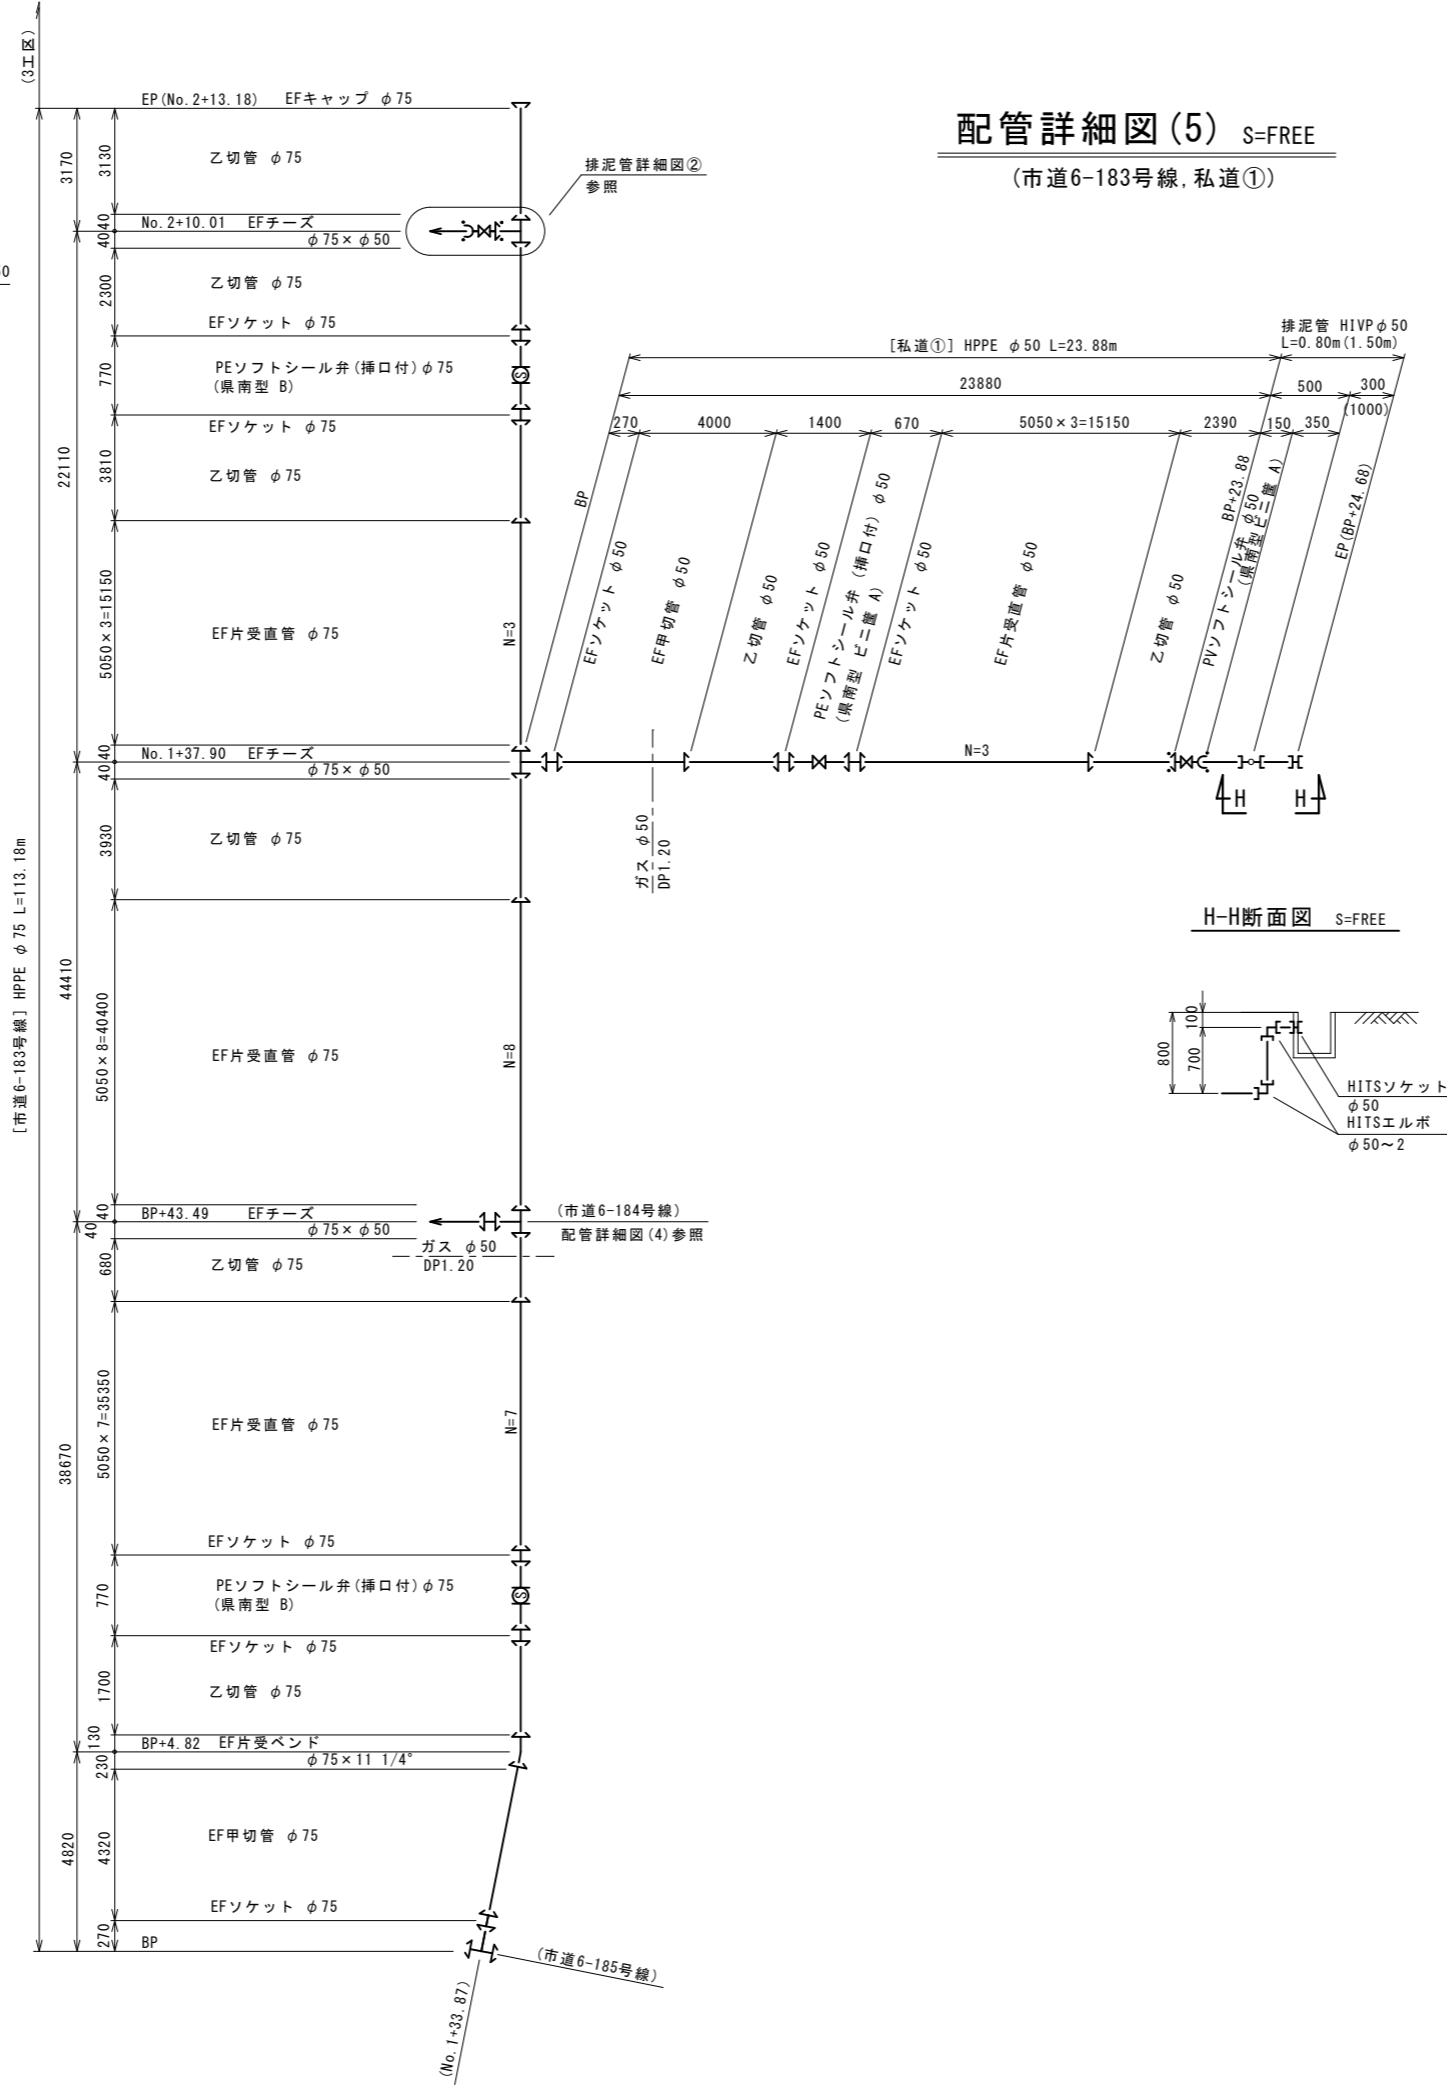 配管詳細図(5) S=FREE
(市道6-183号線,私道①)
(3工区)
EP(No.2+13.18) EFキャップ φ75
3170
3130
乙切管 φ75
排泥管詳細図②
参照
40
No.2+10.01 EFチーズ
40
φ75×φ50
2300
乙切管 φ75
EFソケット φ75
770
PEソフトシール弁(挿口付)φ75
(県南型 B)
Ⓢ
EFソケット φ75
22110
3810
乙切管 φ75
5050×3=15150
EF片受直管 φ75
N=3
40
No.1+37.90 EFチーズ
40
φ75×φ50
3930
乙切管 φ75
[市道6-183号線] HPPE φ75 L=113.18m
44410
5050×8=40400
EF片受直管 φ75
N=8
40
BP+43.49 EFチーズ
40
φ75×φ50
(市道6-184号線)
配管詳細図(4)参照
ガス φ50
DP1.20
680
乙切管 φ75
38670
5050×7=35350
EF片受直管 φ75
N=7
EFソケット φ75
770
PEソフトシール弁(挿口付)φ75
(県南型 B)
Ⓢ
EFソケット φ75
1700
乙切管 φ75
130
BP+4.82 EF片受ベンド
230
φ75×11 1/4°
4820
4320
EF甲切管 φ75
EFソケット φ75
270
BP
(市道6-185号線)
(No.1+33.87)
[私道①] HPPE φ50 L=23.88m
排泥管 HIVPφ50
L=0.80m(1.50m)
23880
500
300
(1000)
270
4000
1400
670
5050×3=15150
2390
150
350
BP
EFソケット φ50
EF甲切管 φ50
乙切管 φ50
EFソケット φ50
PEソフトシール弁(挿口付)φ50
(県南型 ビニ筺 A)
EFソケット φ50
EF片受直管 φ50
乙切管 φ50
BP+23.88
PVソフトシール弁 φ50
(県南型 ビニ筺 A)
EP(BP+24.68)
N=3
ガス φ50
DP1.20
H
H
H-H断面図 S=FREE
800
100
700
HITSソケット
φ50
HITSエルボ
φ50～2